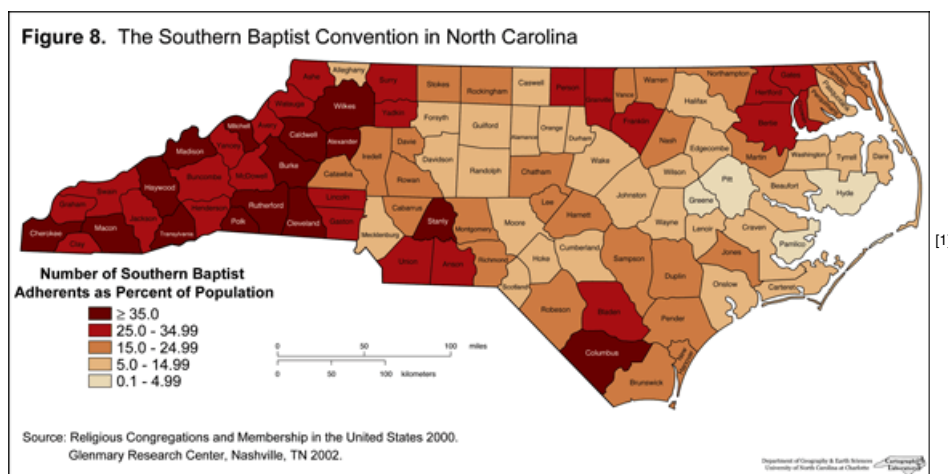 Figure 8. The Southern Baptist Convention in North Carolina
Ashe
Alleghany
Surry
Stokes
Rockingham
Caswell
Person
Granville
Vance
Warren
Northampton
Gates
Hertford
Halifax
Bertie
Camden
Currituck
Watauga
Wilkes
Yadkin
Forsyth
Guilford
Alamance
Orange
Durham
Franklin
Nash
Edgecombe
Martin
Washington
Tyrrell
Dare
Mitchell
Avery
Yancey
Caldwell
Alexander
Iredell
Davie
Davidson
Randolph
Chatham
Wake
Wilson
Pitt
Beaufort
Hyde
Madison
Buncombe
McDowell
Burke
Catawba
Rowan
Johnston
Greene
Haywood
Swain
Graham
Rutherford
Lincoln
Cabarrus
Stanly
Montgomery
Moore
Lee
Harnett
Wayne
Lenoir
Craven
Pamlico
Cherokee
Clay
Macon
Jackson
Transylvania
Henderson
Polk
Cleveland
Gaston
Mecklenburg
Union
Anson
Richmond
Scotland
Hoke
Cumberland
Sampson
Duplin
Jones
Onslow
Carteret
Robeson
Bladen
Pender
Columbus
Brunswick
New
Hanover
[1]
Number of Southern Baptist
Adherents as Percent of Population
≥ 35.0
25.0 - 34.99
15.0 - 24.99
5.0 - 14.99
0.1 - 4.99
0 50 100 miles
0 50 100 kilometers
Source: Religious Congregations and Membership in the United States 2000.
Glenmary Research Center, Nashville, TN 2002.
Department of Geography & Earth Sciences
University of North Carolina at Charlotte
Cartography
Laboratory